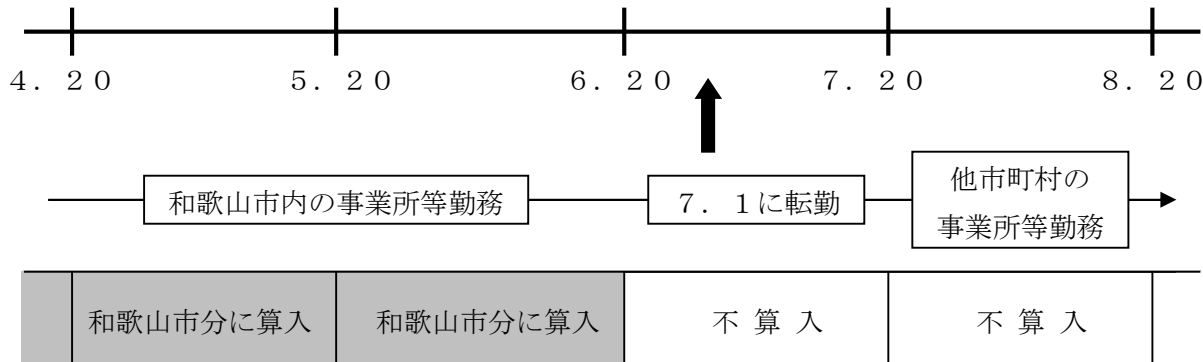 4.20 5.20 6.20 7.20 8.20
和歌山市内の事業所等勤務
7.1に転勤
他市町村の
事業所等勤務
和歌山市分に算入 和歌山市分に算入 不算入 不算入